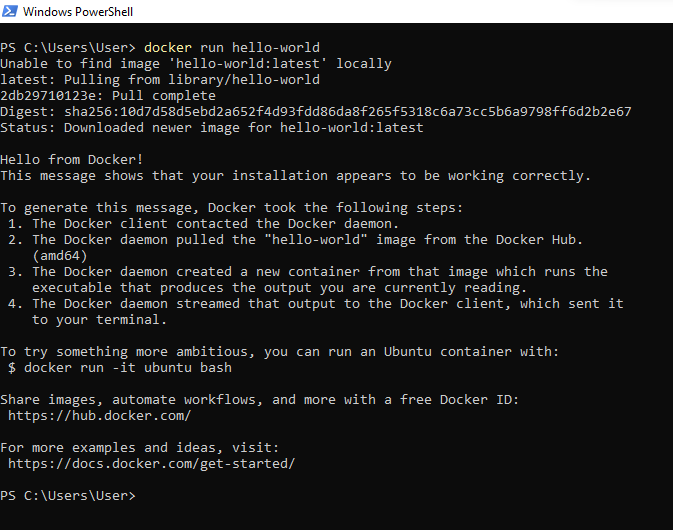 Windows PowerShell
PS C:\Users\User> docker run hello-world
Unable to find image 'hello-world:latest' locally
latest: Pulling from library/hello-world
2db29710123e: Pull complete
Digest: sha256:10d7d58d5ebd2a652f4d93fdd86da8f265f5318c6a73cc5b6a9798ff6d2b2e67
Status: Downloaded newer image for hello-world:latest
Hello from Docker!
This message shows that your installation appears to be working correctly.
To generate this message, Docker took the following steps:
1. The Docker client contacted the Docker daemon.
2. The Docker daemon pulled the "hello-world" image from the Docker Hub.
(amd64)
3. The Docker daemon created a new container from that image which runs the
executable that produces the output you are currently reading.
4. The Docker daemon streamed that output to the Docker client, which sent it
to your terminal.
To try something more ambitious, you can run an Ubuntu container with:
$ docker run -it ubuntu bash
Share images, automate workflows, and more with a free Docker ID:
https://hub.docker.com/
For more examples and ideas, visit:
https://docs.docker.com/get-started/
PS C:\Users\User>